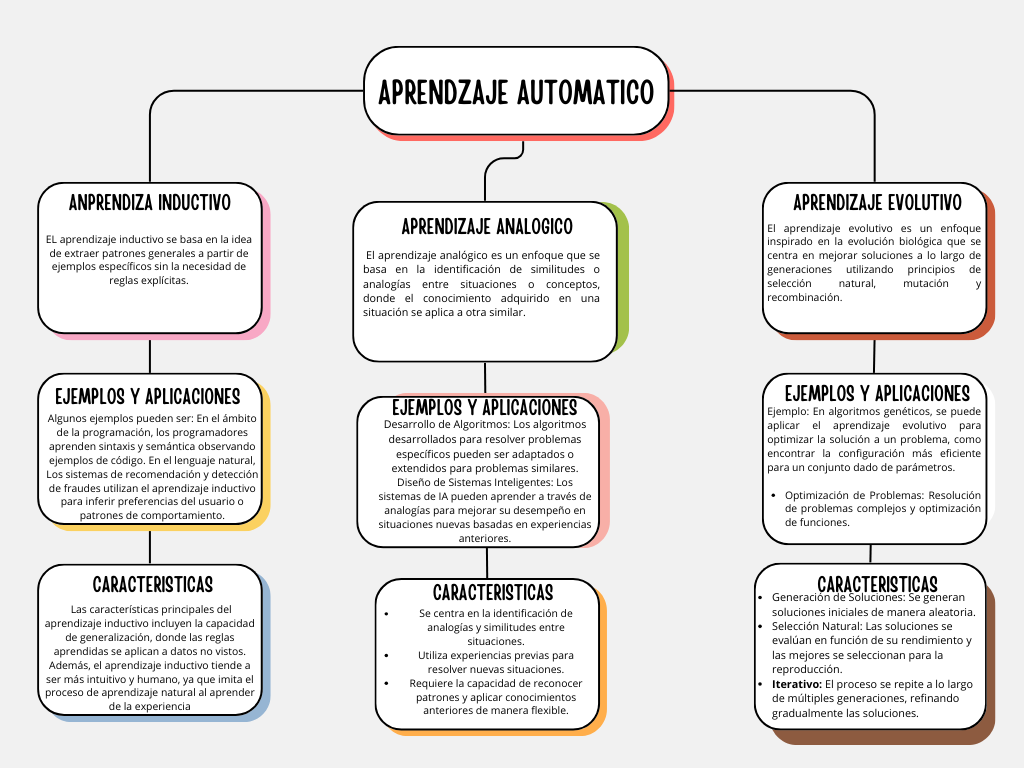 APRENDZAJE AUTOMATICO
ANPRENDIZA INDUCTIVO
EL aprendizaje inductivo se basa en la idea
de extraer patrones generales a partir de
ejemplos específicos sin la necesidad de
reglas explícitas.
EJEMPLOS Y APLICACIONES
Algunos ejemplos pueden ser: En el ámbito
de la programación, los programadores
aprenden sintaxis y semántica observando
ejemplos de código. En el lenguaje natural,
Los sistemas de recomendación y detección
de fraudes utilizan el aprendizaje inductivo
para inferir preferencias del usuario o
patrones de comportamiento.
CARACTERISTICAS
Las características principales del
aprendizaje inductivo incluyen la capacidad
de generalización, donde las reglas
aprendidas se aplican a datos no vistos.
Además, el aprendizaje inductivo tiende a
ser más intuitivo y humano, ya que imita el
proceso de aprendizaje natural al aprender
de la experiencia
APRENDIZAJE ANALOGICO
El aprendizaje analógico es un enfoque que se
basa en la identificación de similitudes o
analogías entre situaciones o conceptos,
donde el conocimiento adquirido en una
situación se aplica a otra similar.
EJEMPLOS Y APLICACIONES
Desarrollo de Algoritmos: Los algoritmos
desarrollados para resolver problemas
específicos pueden ser adaptados o
extendidos para problemas similares.
Diseño de Sistemas Inteligentes: Los
sistemas de IA pueden aprender a través de
analogías para mejorar su desempeño en
situaciones nuevas basadas en experiencias
anteriores.
CARACTERISTICAS
• Se centra en la identificación de
analogías y similitudes entre
situaciones.
• Utiliza experiencias previas para
resolver nuevas situaciones.
• Requiere la capacidad de reconocer
patrones y aplicar conocimientos
anteriores de manera flexible.
APRENDIZAJE EVOLUTIVO
El aprendizaje evolutivo es un enfoque
inspirado en la evolución biológica que se
centra en mejorar soluciones a lo largo de
generaciones utilizando principios de
selección natural, mutación y
recombinación.
EJEMPLOS Y APLICACIONES
Ejemplo: En algoritmos genéticos, se puede
aplicar el aprendizaje evolutivo para
optimizar la solución a un problema, como
encontrar la configuración más eficiente
para un conjunto dado de parámetros.
• Optimización de Problemas: Resolución
de problemas complejos y optimización
de funciones.
CARACTERISTICAS
• Generación de Soluciones: Se generan
soluciones iniciales de manera aleatoria.
• Selección Natural: Las soluciones se
evalúan en función de su rendimiento y
las mejores se seleccionan para la
reproducción.
• Iterativo: El proceso se repite a lo largo
de múltiples generaciones, refinando
gradualmente las soluciones.